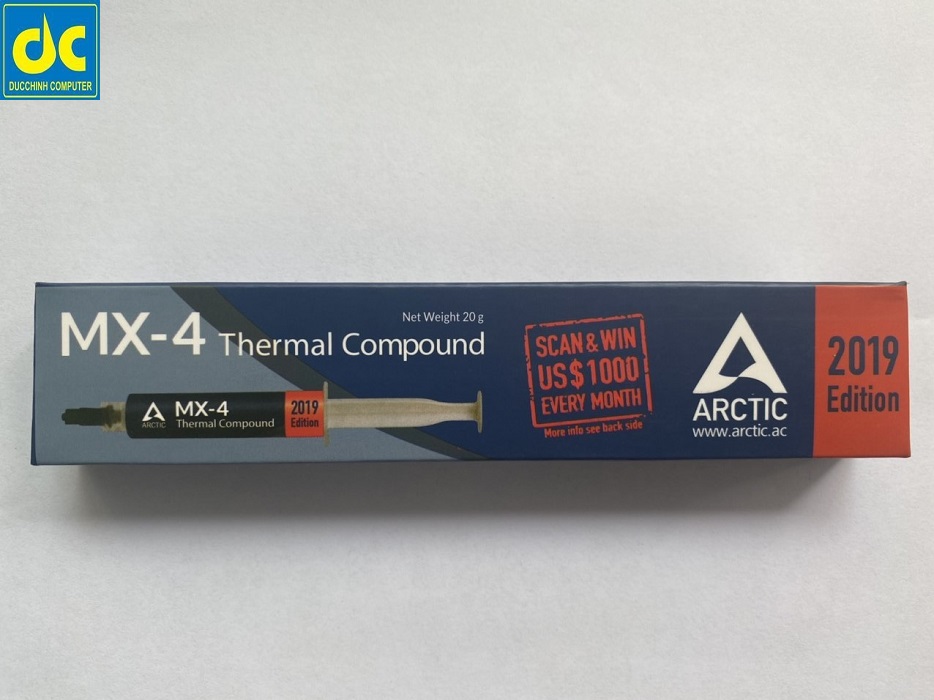 dc
DUCCHINH COMPUTER
MX-4 Thermal Compound
Net Weight 20 g
ARCTIC
MX-4
Thermal Compound
2019
Edition
SCAN & WIN
US $1000
EVERY MONTH
More info see back side
ARCTIC
www.arctic.ac
2019
Edition